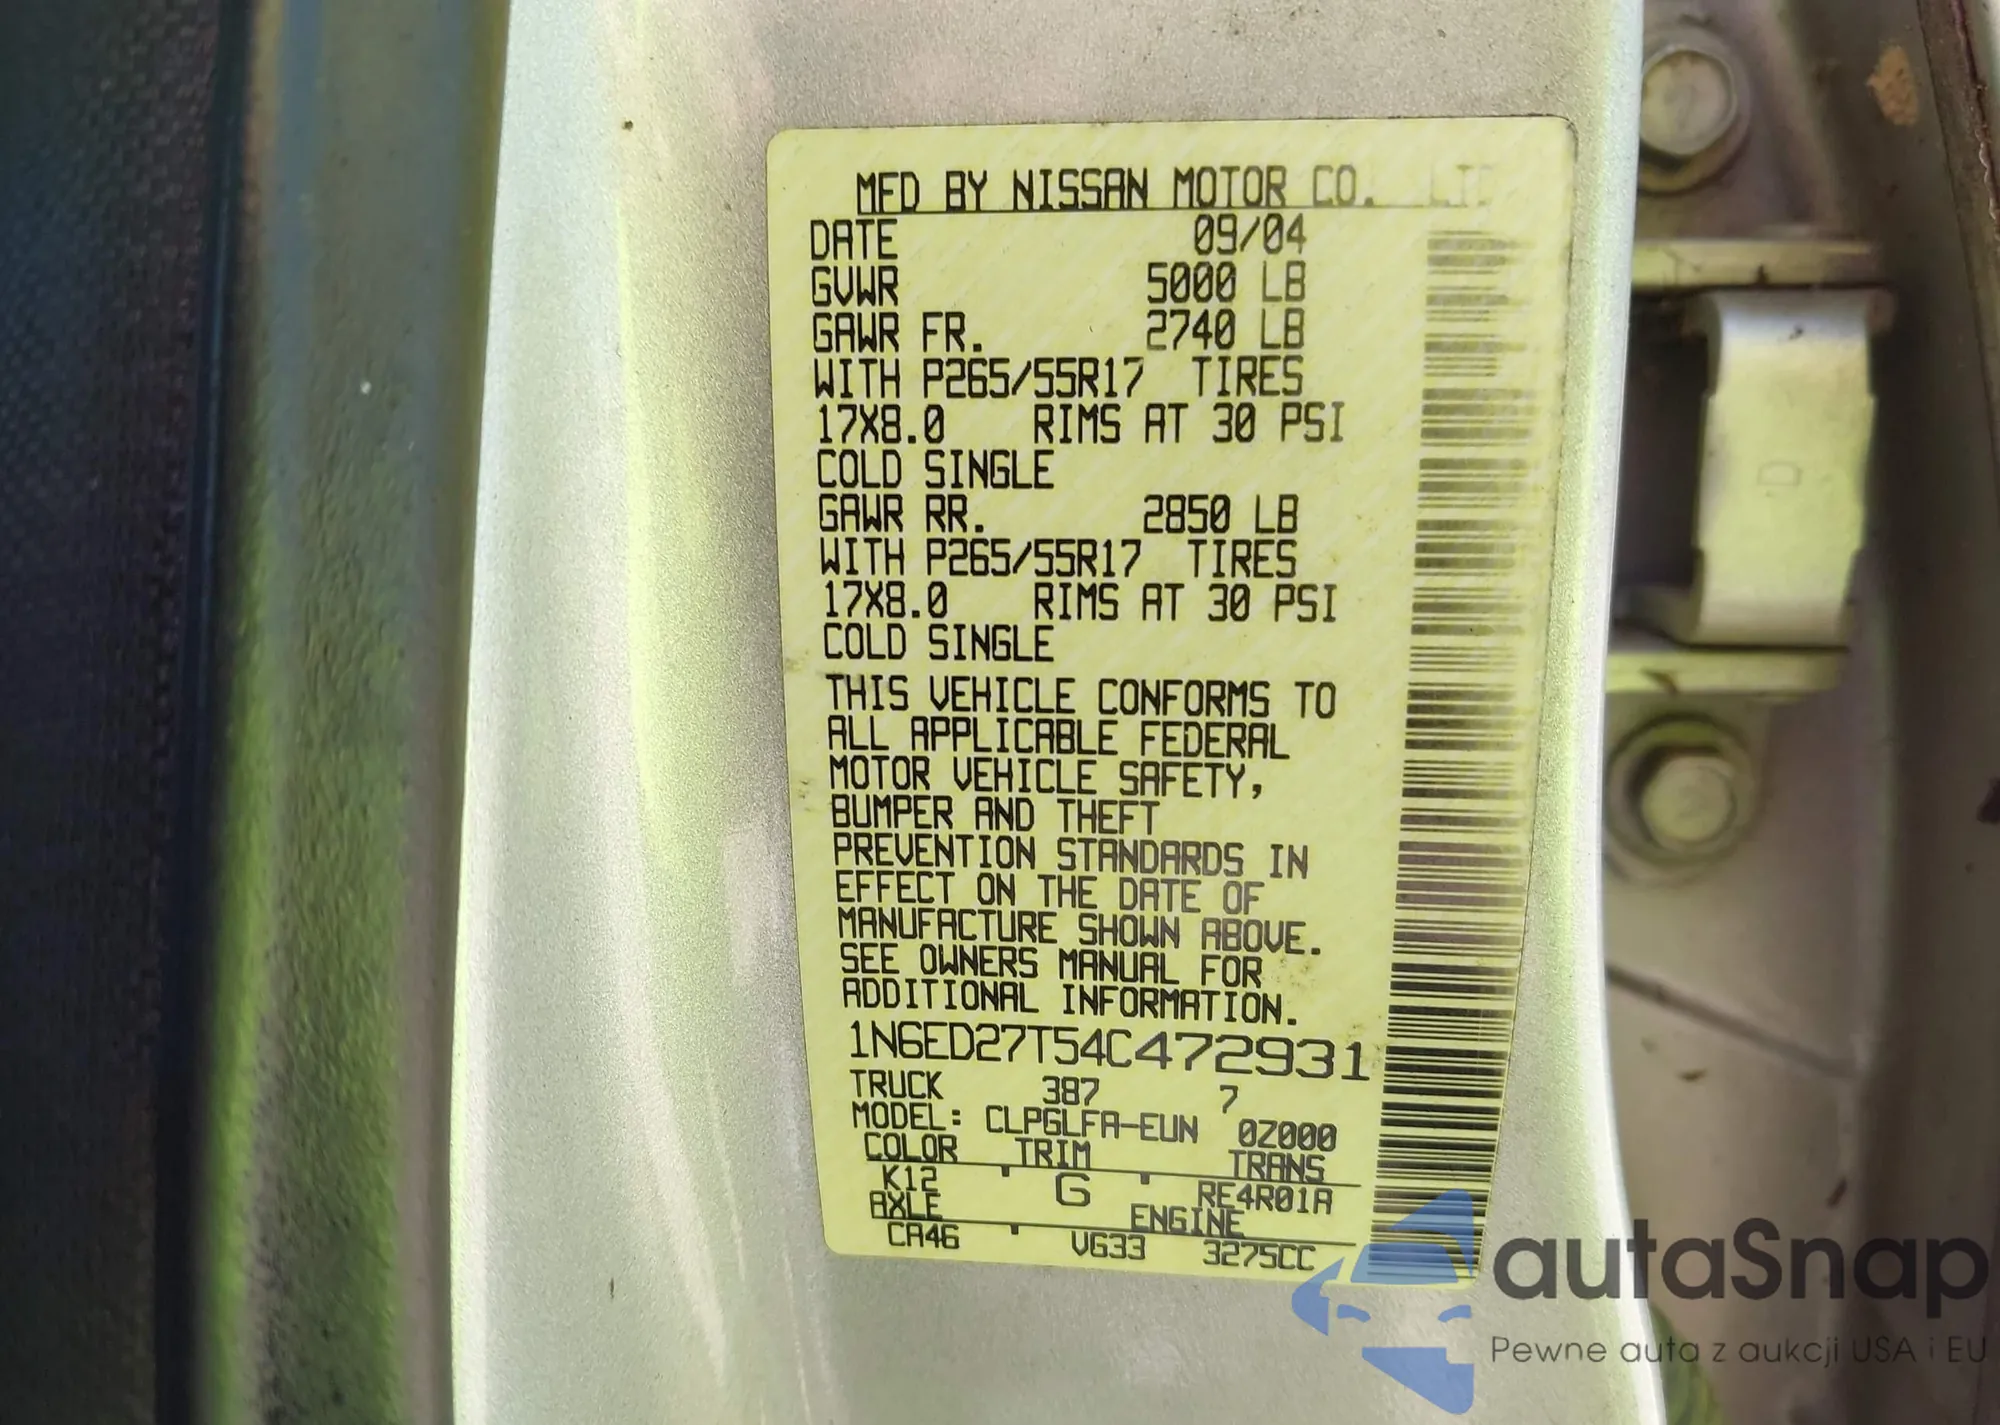 MFD BY NISSAN MOTOR CO. LTD
DATE 09/04
GVWR 5000 LB
GAWR FR. 2740 LB
WITH P265/55R17 TIRES
17X8.0 RIMS AT 30 PSI
COLD SINGLE
GAWR RR. 2850 LB
WITH P265/55R17 TIRES
17X8.0 RIMS AT 30 PSI
COLD SINGLE
THIS VEHICLE CONFORMS TO
ALL APPLICABLE FEDERAL
MOTOR VEHICLE SAFETY,
BUMPER AND THEFT
PREVENTION STANDARDS IN
EFFECT ON THE DATE OF
MANUFACTURE SHOWN ABOVE.
SEE OWNERS MANUAL FOR
ADDITIONAL INFORMATION.
1N6ED27T54C472931
TRUCK 387 7
MODEL: CLPGLFA-EUN 0Z000
COLOR TRIM TRANS
K12 G RE4R01A
AXLE ENGINE
CA46 VG33 3275CC
D
autaSnap
Pewne auta z aukcji USA i EU